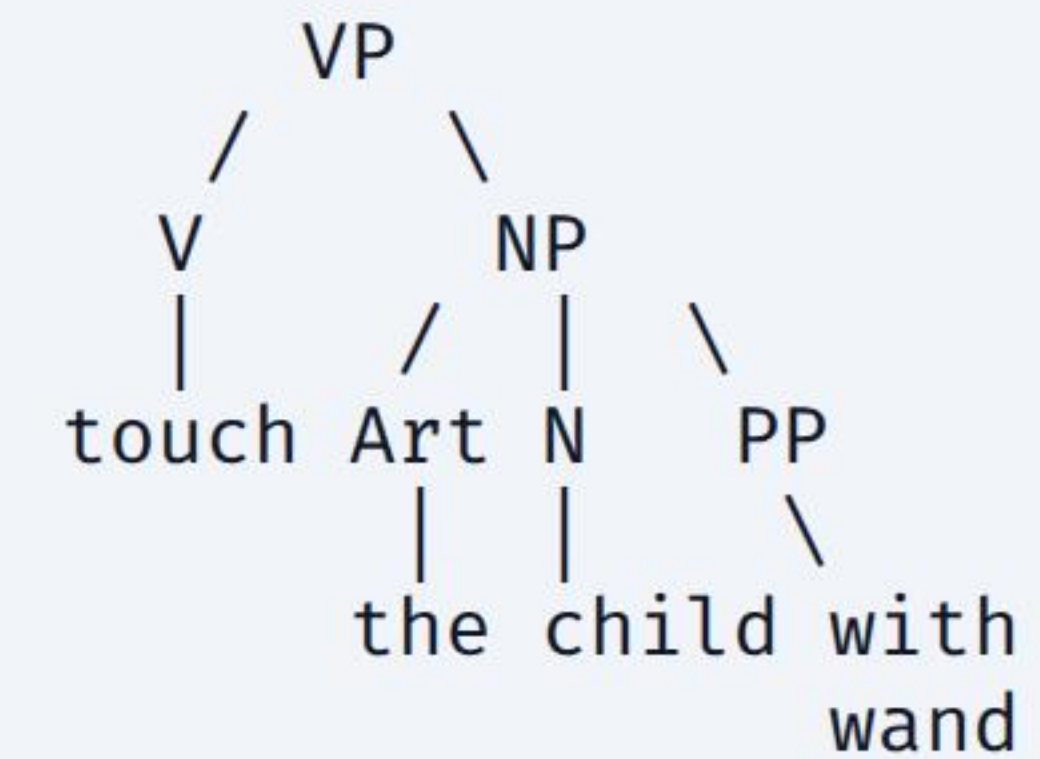 VP
/ \
V NP
| / | \
touch Art N PP
| | \
the child with
wand